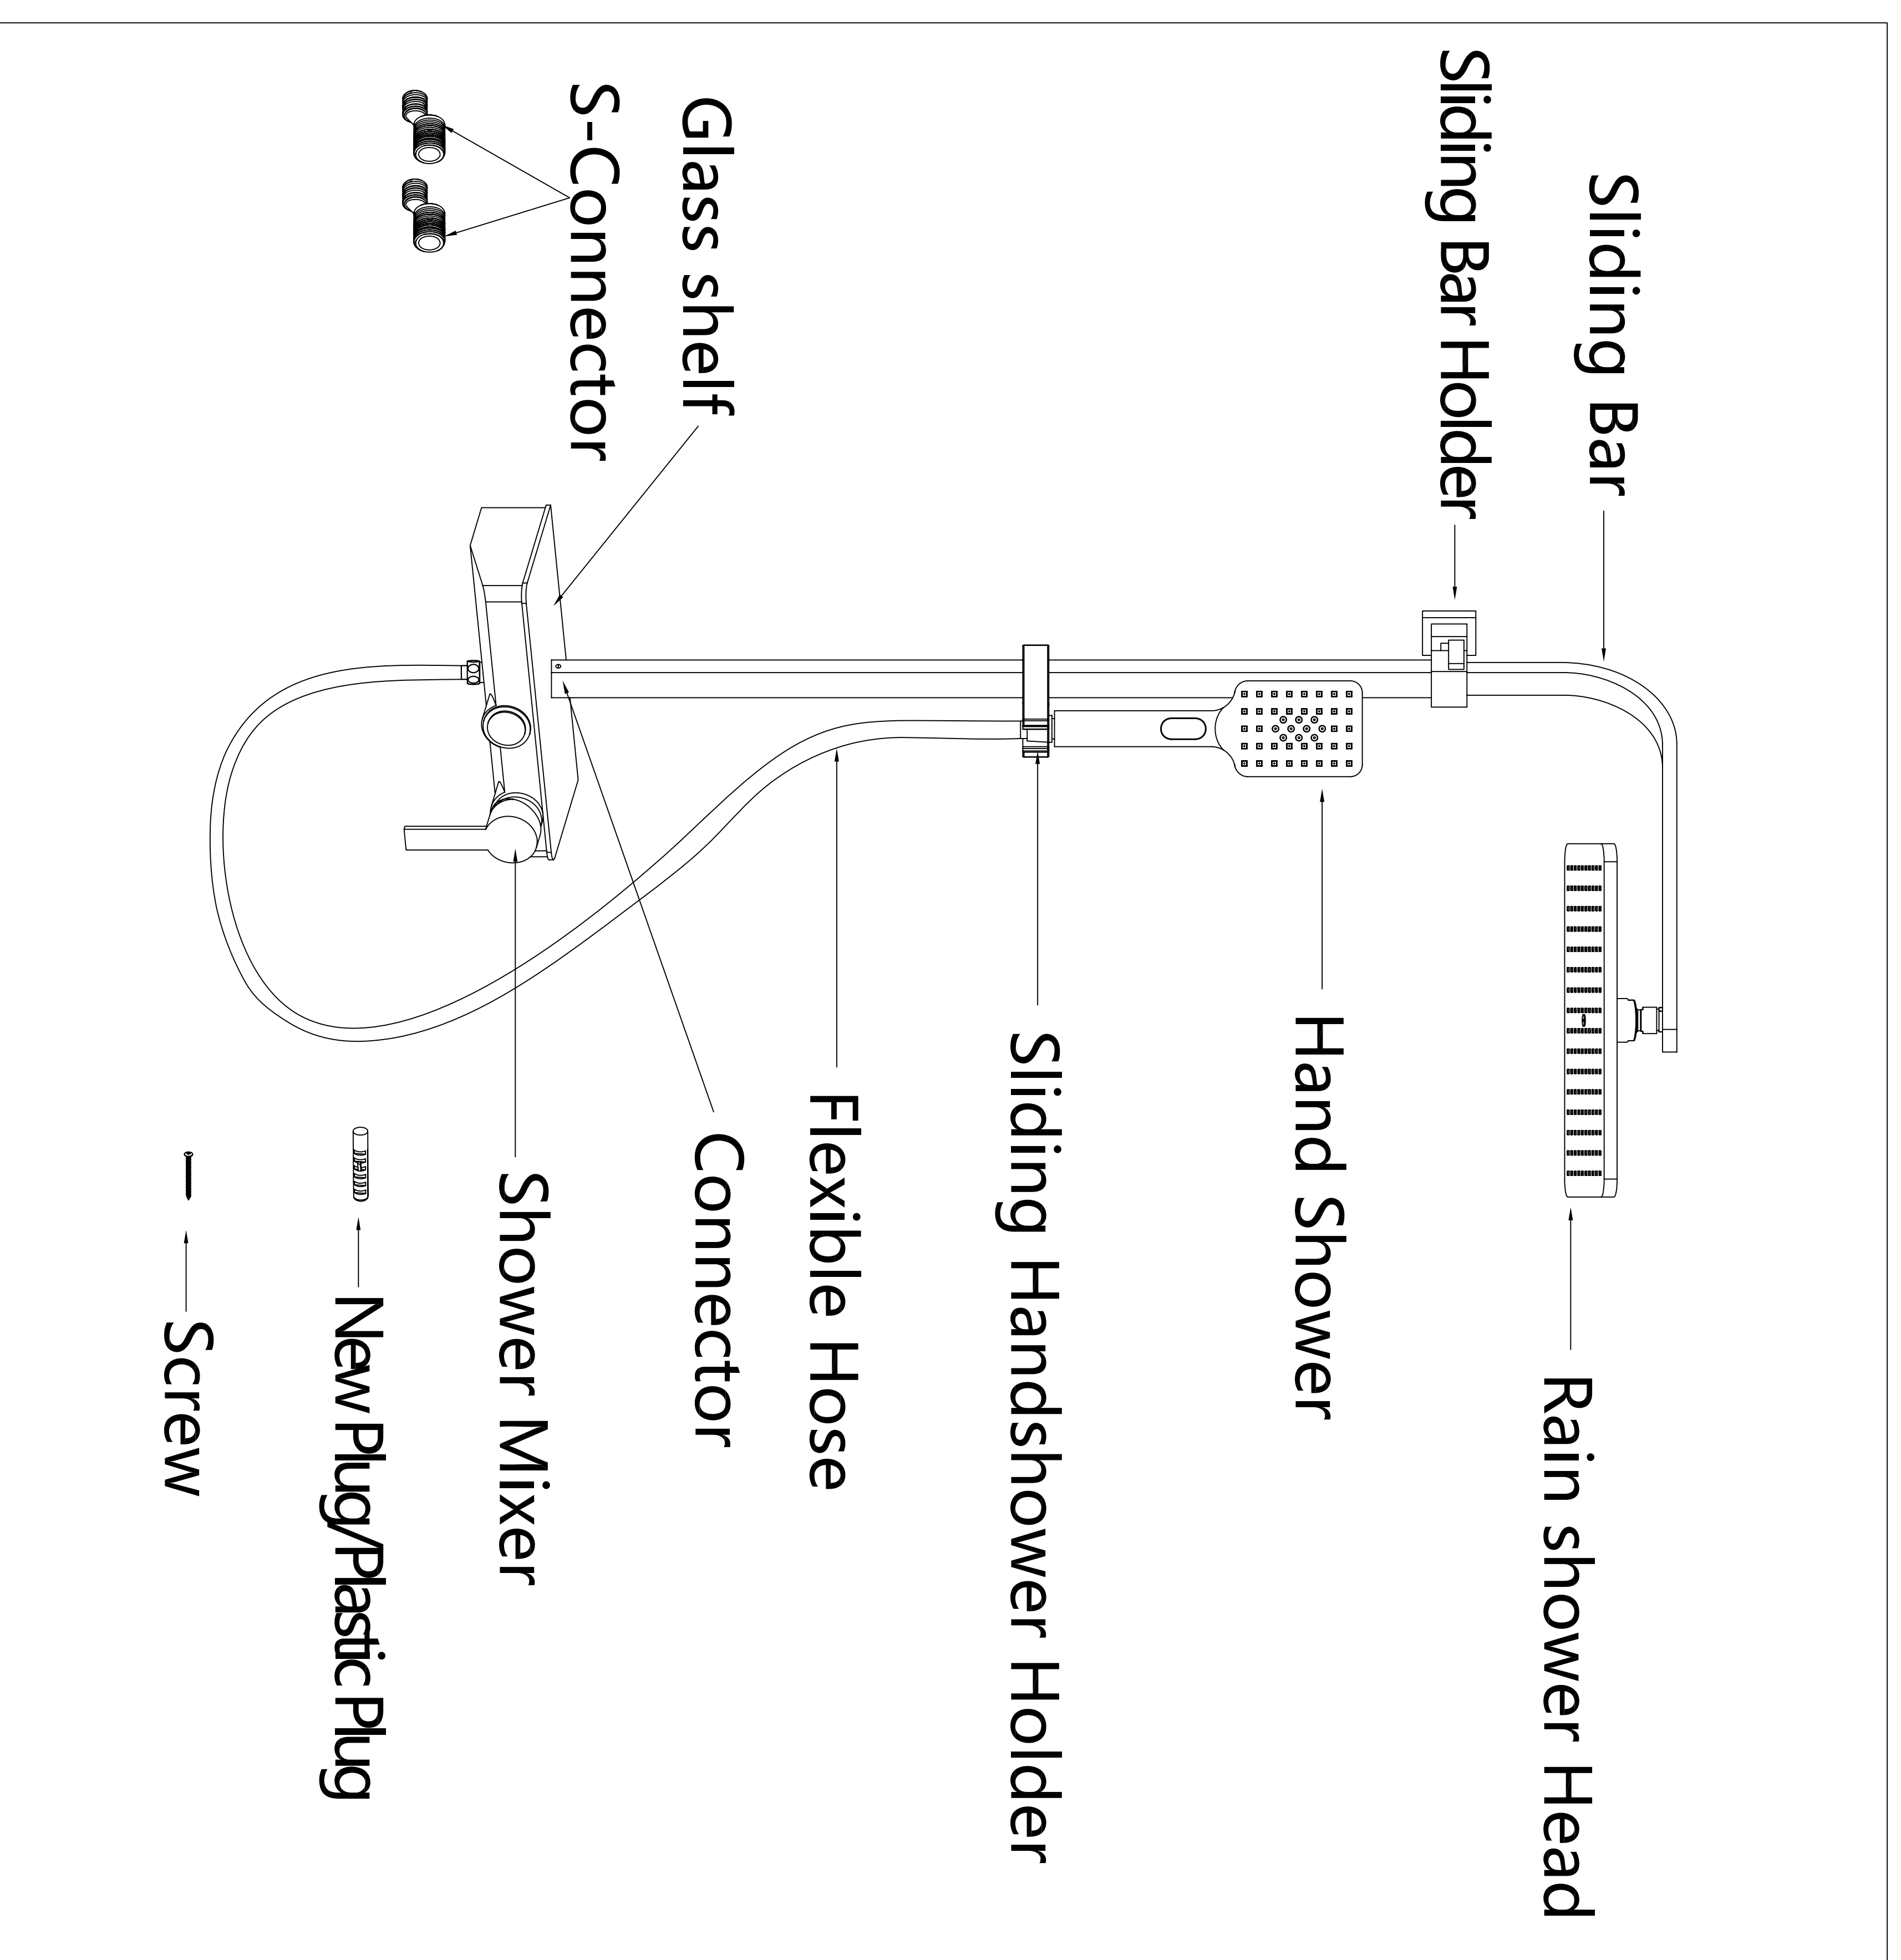 Sliding Bar
Rain shower Head
Sliding Bar Holder
Hand Shower
Sliding Handshower Holder
Flexible Hose
Glass shelf
Connector
S-Connector
Shower Mixer
New Plug/Plastic Plug
Screw